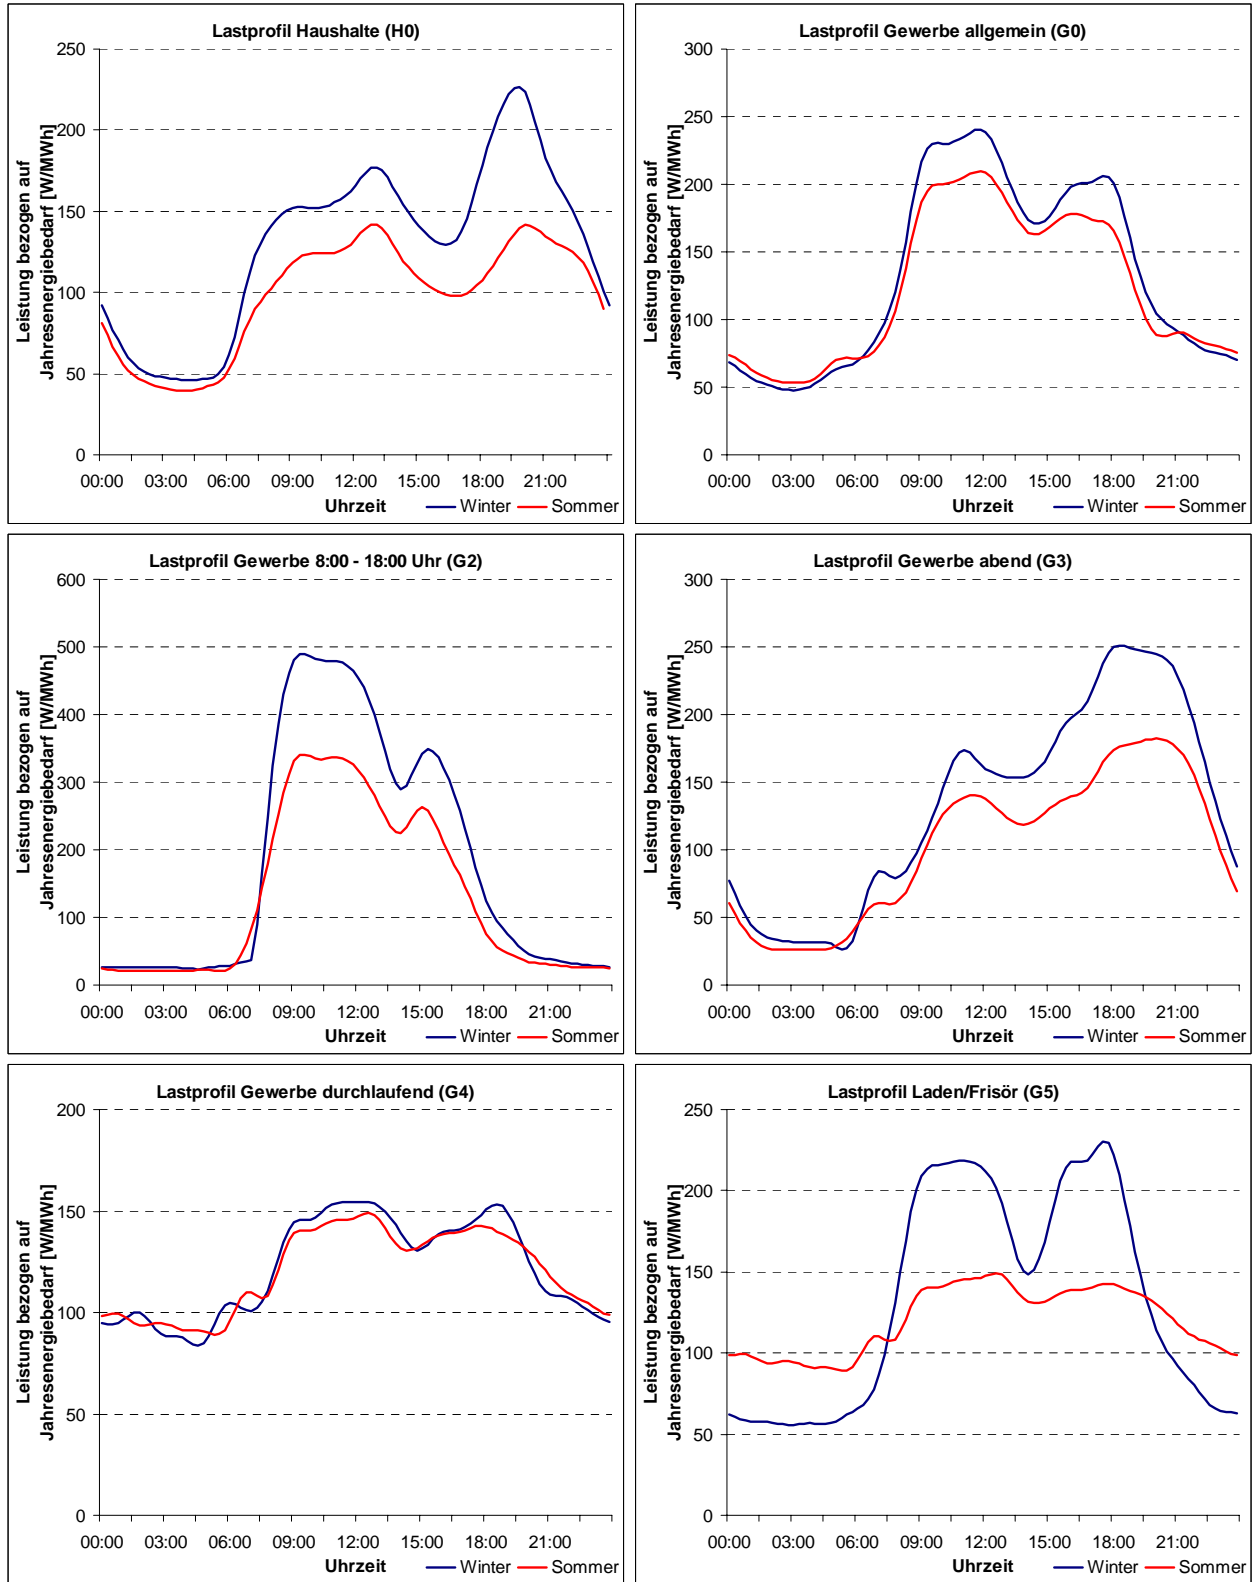 Lastprofil Haushalte (H0)
Leistung bezogen auf
Jahresenergiebedarf [W/MWh]
250
200
150
100
50
0
00:00 03:00 06:00 09:00 12:00 15:00 18:00 21:00
Uhrzeit
Winter Sommer
Lastprofil Gewerbe allgemein (G0)
Leistung bezogen auf
Jahresenergiebedarf [W/MWh]
300
250
200
150
100
50
0
00:00 03:00 06:00 09:00 12:00 15:00 18:00 21:00
Uhrzeit
Winter Sommer
Lastprofil Gewerbe 8:00 - 18:00 Uhr (G2)
Leistung bezogen auf
Jahresenergiebedarf [W/MWh]
600
500
400
300
200
100
0
00:00 03:00 06:00 09:00 12:00 15:00 18:00 21:00
Uhrzeit
Winter Sommer
Lastprofil Gewerbe abend (G3)
Leistung bezogen auf
Jahresenergiebedarf [W/MWh]
300
250
200
150
100
50
0
00:00 03:00 06:00 09:00 12:00 15:00 18:00 21:00
Uhrzeit
Winter Sommer
Lastprofil Gewerbe durchlaufend (G4)
Leistung bezogen auf
Jahresenergiebedarf [W/MWh]
200
150
100
50
0
00:00 03:00 06:00 09:00 12:00 15:00 18:00 21:00
Uhrzeit
Winter Sommer
Lastprofil Laden/Frisör (G5)
Leistung bezogen auf
Jahresenergiebedarf [W/MWh]
250
200
150
100
50
0
00:00 03:00 06:00 09:00 12:00 15:00 18:00 21:00
Uhrzeit
Winter Sommer